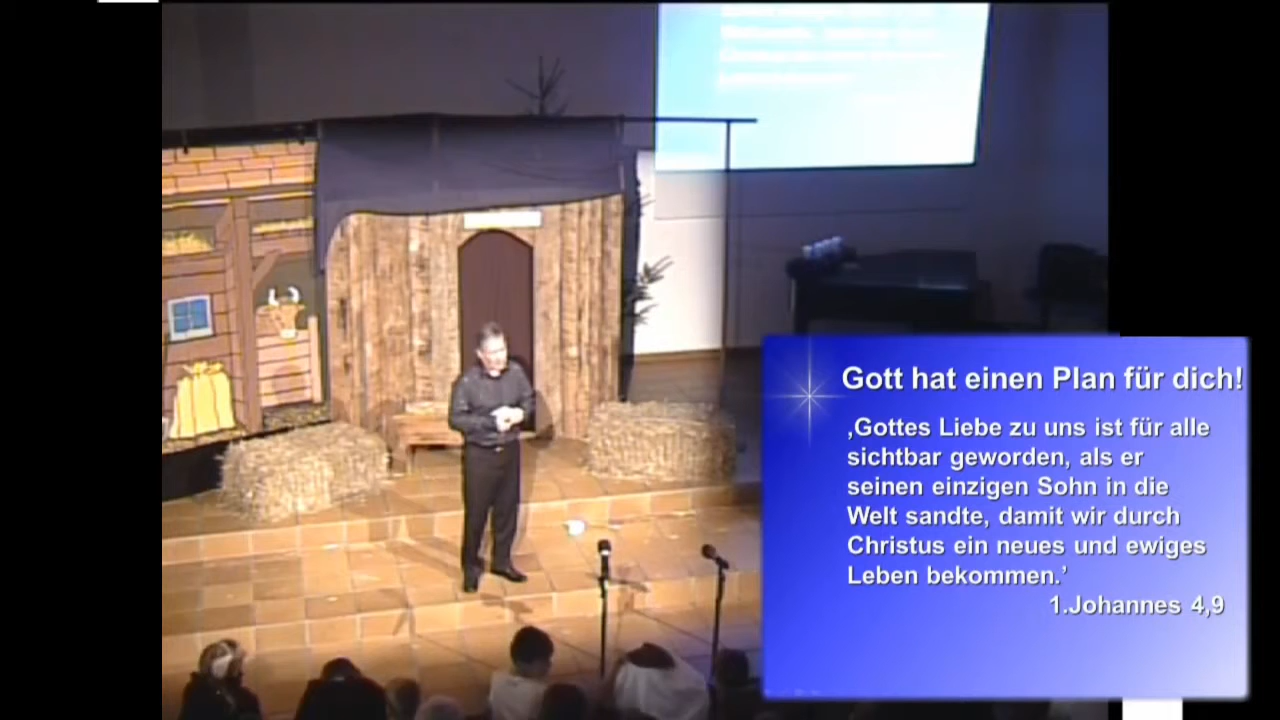 Gott hat einen Plan für dich!
‚Gottes Liebe zu uns ist für alle
sichtbar geworden, als er
seinen einzigen Sohn in die
Welt sandte, damit wir durch
Christus ein neues und ewiges
Leben bekommen.’
1.Johannes 4,9